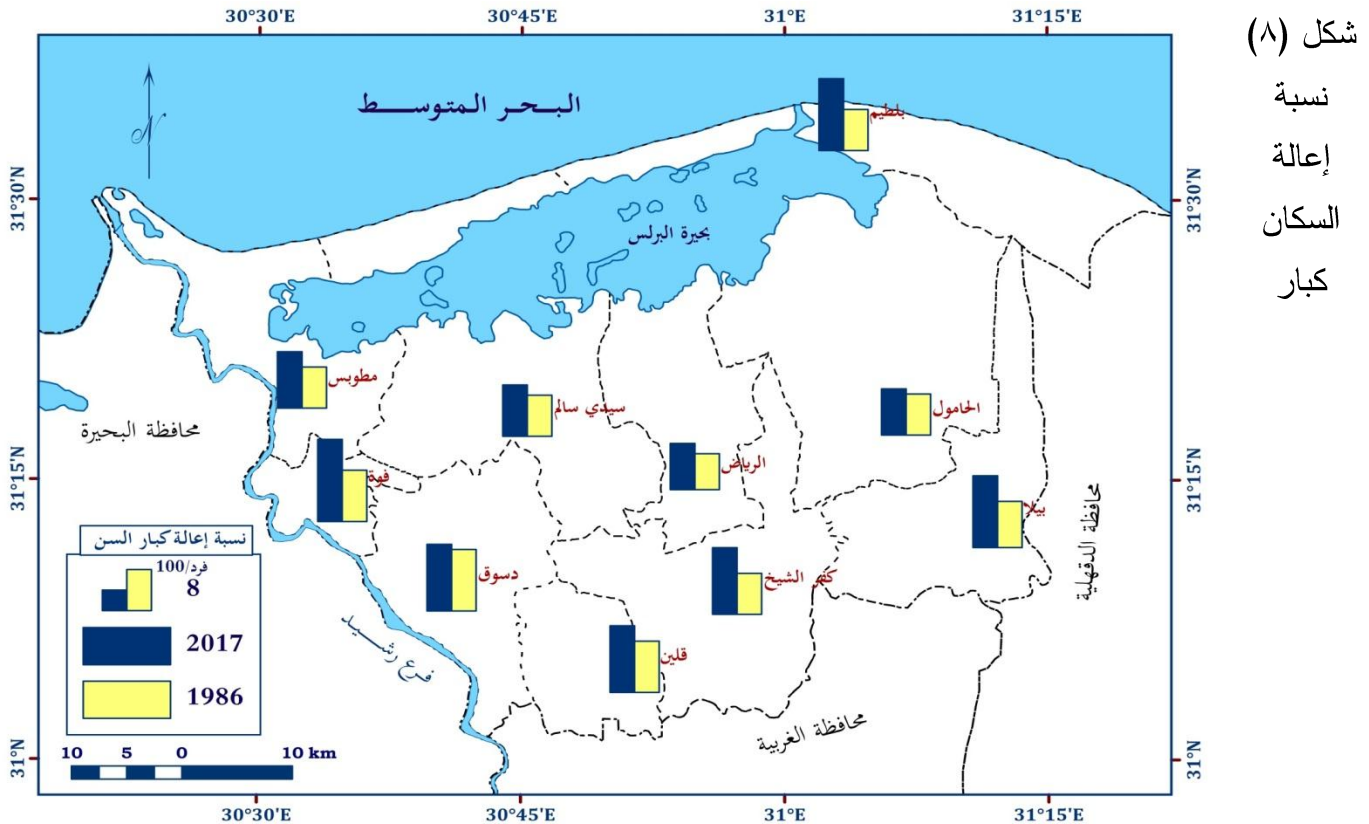 شكل (٨)
نسبة
إعالة
السكان
كبار
30°30'E
30°45'E
31°E
31°15'E
31°30'N
31°15'N
31°N
31°30'N
31°15'N
31°N
30°30'E
30°45'E
31°E
31°15'E
N
البحر المتوسط
بلطيم
بحيرة البرلس
مطوبس
سيدي سالم
الحامول
الرياض
فوة
بيلا
دسوق
كفر الشيخ
قلين
محافظة البحيرة
محافظة الدقهلية
محافظة الغربية
فرع رشيد
نسبة إعالة كبار السن
فرد/100
8
2017
1986
10 5 0 10 km